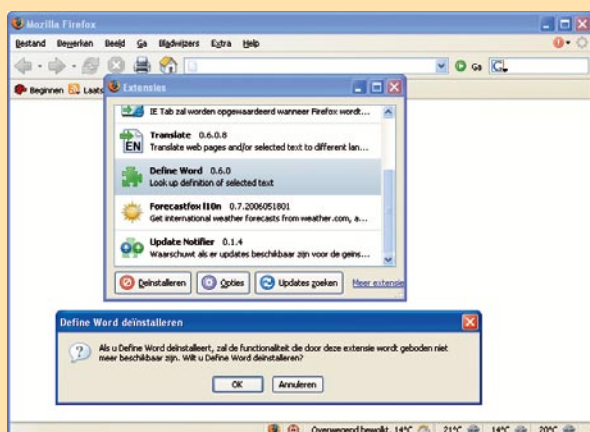 Mozilla Firefox
Bestand Bewerken Beeld Ga Bladwijzers Extra Help
Ga
Beginnen Laats
Extensies
IE Tab zal worden opgewaardeerd wanneer Firefox wordt...
Translate 0.6.0.8
EN
Translate web pages and/or selected text to different lan...
Define Word 0.6.0
Look up definition of selected text
Forecastfox l10n 0.7.2006051801
Get international weather forecasts from weather.com, a...
Update Notifier 0.1.4
Waarschuwt als er updates beschikbaar zijn voor de geïns...
Deïnstalleren Opties Updates zoeken Meer extensie
Define Word deïnstalleren
Als u Define Word deïnstalleert, zal de functionaliteit die door deze extensie wordt geboden niet
meer beschikbaar zijn. Wilt u Define Word deïnstalleren?
OK Annuleren
Overwegend bewolkt, 14°C 21°C 14°C 20°C